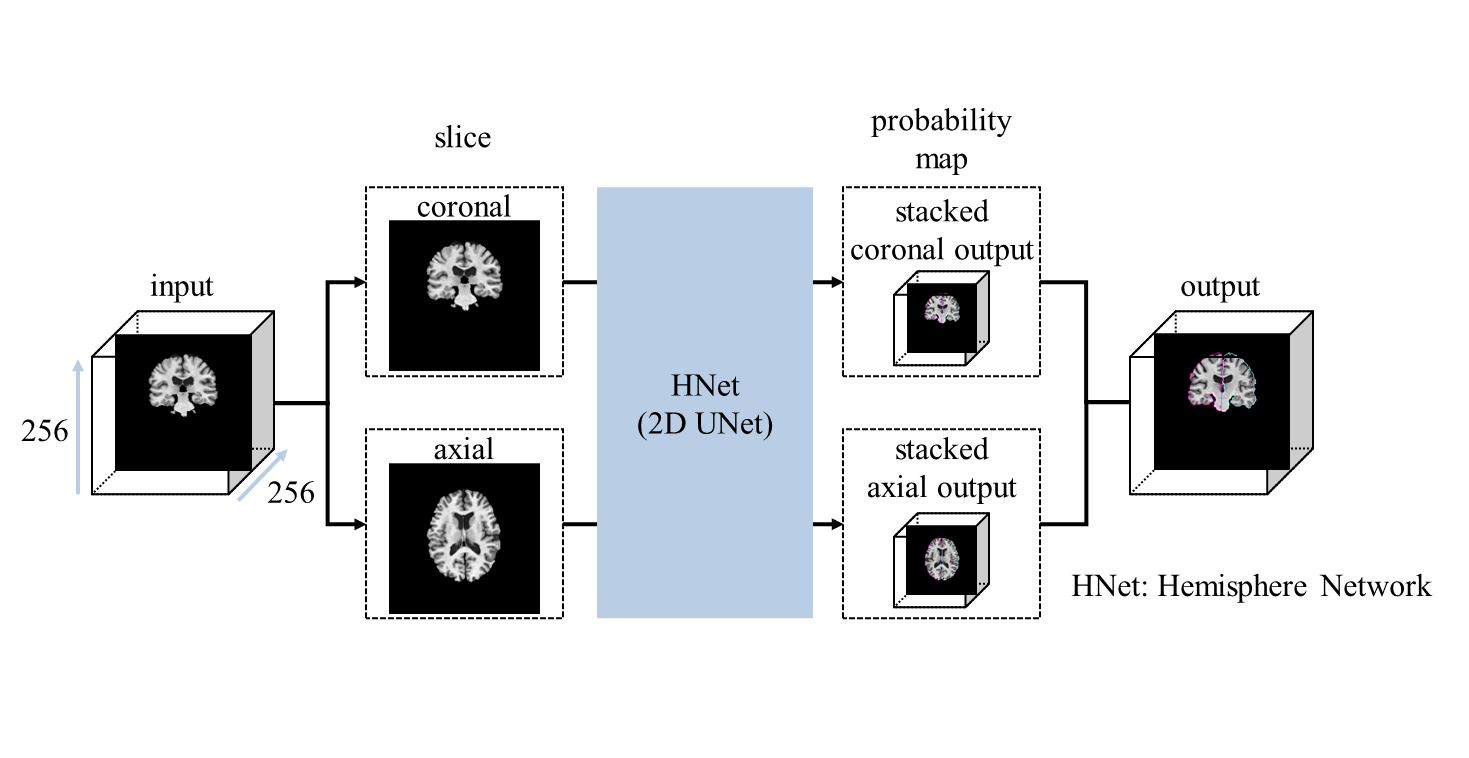 input
256
256
slice
coronal
axial
HNet
(2D UNet)
probability
map
stacked
coronal output
stacked
axial output
output
HNet: Hemisphere Network